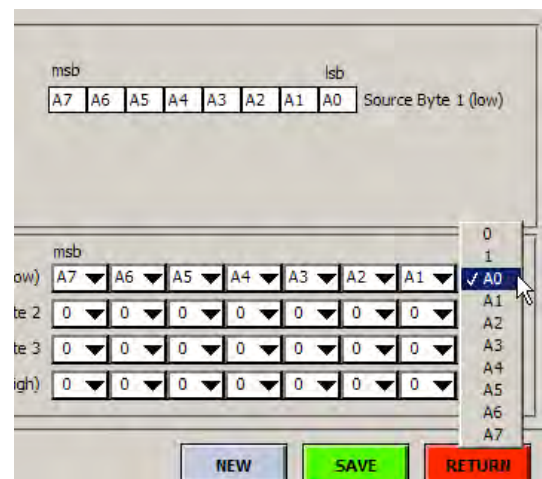 msb lsb
A7 A6 A5 A4 A3 A2 A1 A0 Source Byte 1 (low)
0
msb 1
ow) A7 A6 A5 A4 A3 A2 A1 ✓ A0
A1
te 2 0 0 0 0 0 0 0
A2
te 3 0 0 0 0 0 0 0 A3
A4
igh) 0 0 0 0 0 0 0 A5
A6
A7
NEW SAVE RETURN